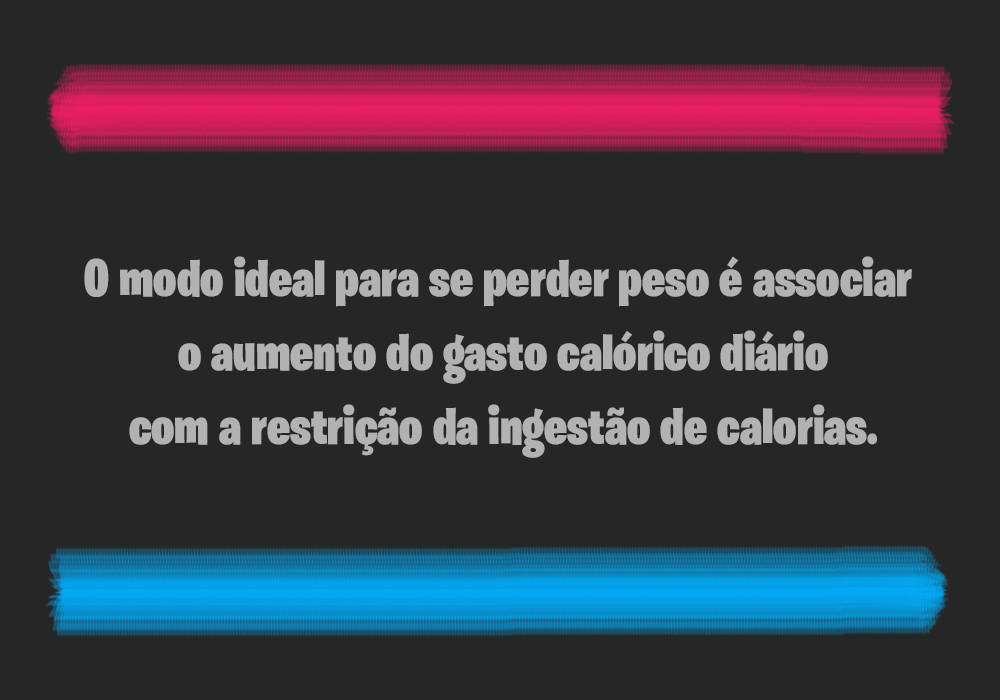 O modo ideal para se perder peso é associar
o aumento do gasto calórico diário
com a restrição da ingestão de calorias.